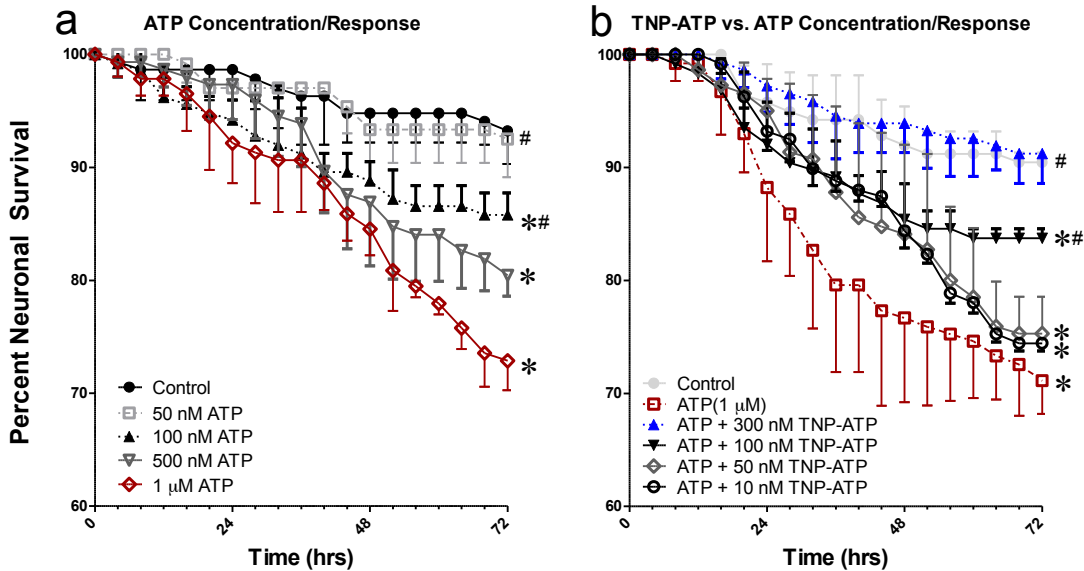 a
ATP Concentration/Response
Percent Neuronal Survival
100
90
80
70
60
#
*#
*
*
Control
50 nM ATP
100 nM ATP
500 nM ATP
1 μM ATP
0
24
48
72
Time (hrs)
b
TNP-ATP vs. ATP Concentration/Response
100
90
80
70
60
#
*#
*
*
*
Control
ATP(1 μM)
ATP + 300 nM TNP-ATP
ATP + 100 nM TNP-ATP
ATP + 50 nM TNP-ATP
ATP + 10 nM TNP-ATP
0
24
48
72
Time (hrs)